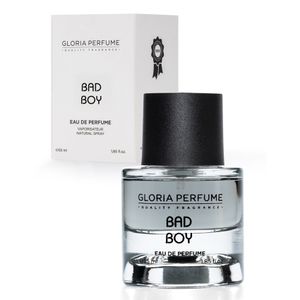 GLORIA PERFUME
QUALITY FRAGRANCE
BAD
BOY
EAU DE PERFUME
VAPORISATEUR
NATURAL SPRAY
GLORIA PERFUME
QUALITY FRAGRANCE
BAD
BOY
EAU DE PERFUME